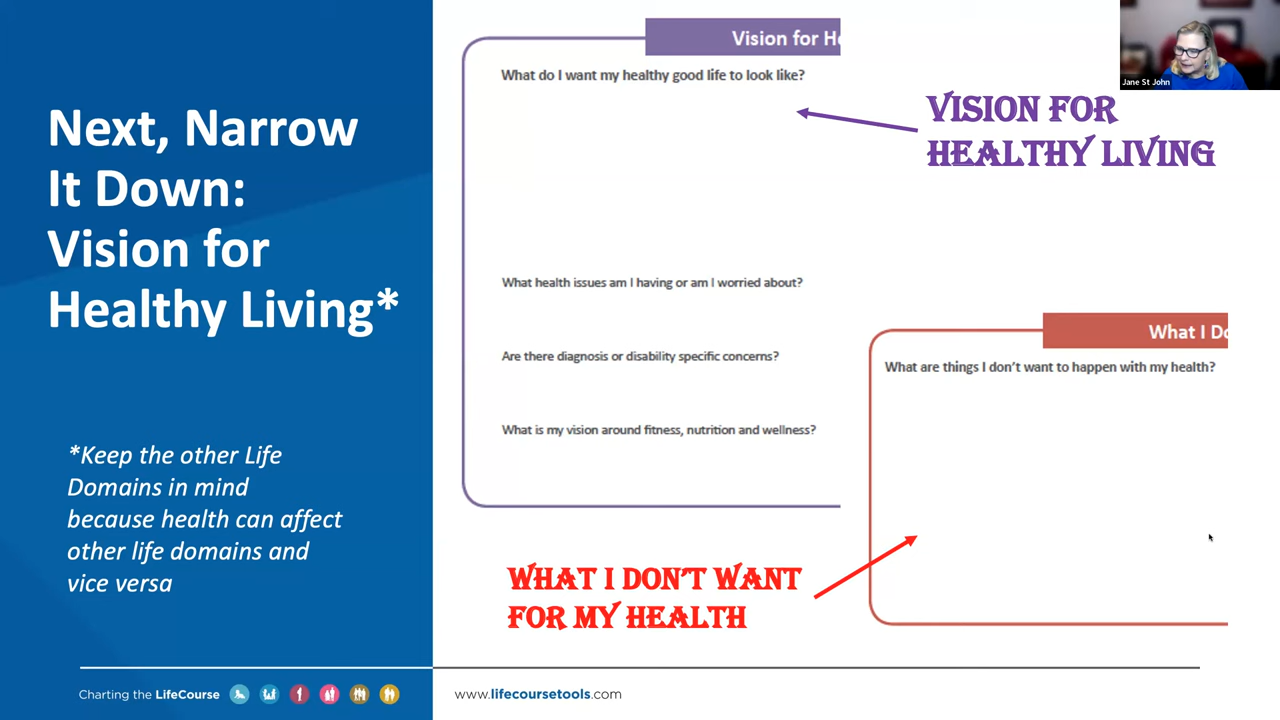 Next, Narrow
It Down:
Vision for
Healthy Living*
*Keep the other Life
Domains in mind
because health can affect
other life domains and
vice versa
Vision for He
What do I want my healthy good life to look like?
What health issues am I having or am I worried about?
Are there diagnosis or disability specific concerns?
What is my vision around fitness, nutrition and wellness?
VISION FOR
HEALTHY LIVING
What I Do
What are things I don't want to happen with my health?
WHAT I DON'T WANT
FOR MY HEALTH
Jane St John
Charting the LifeCourse
www.lifecoursetools.com